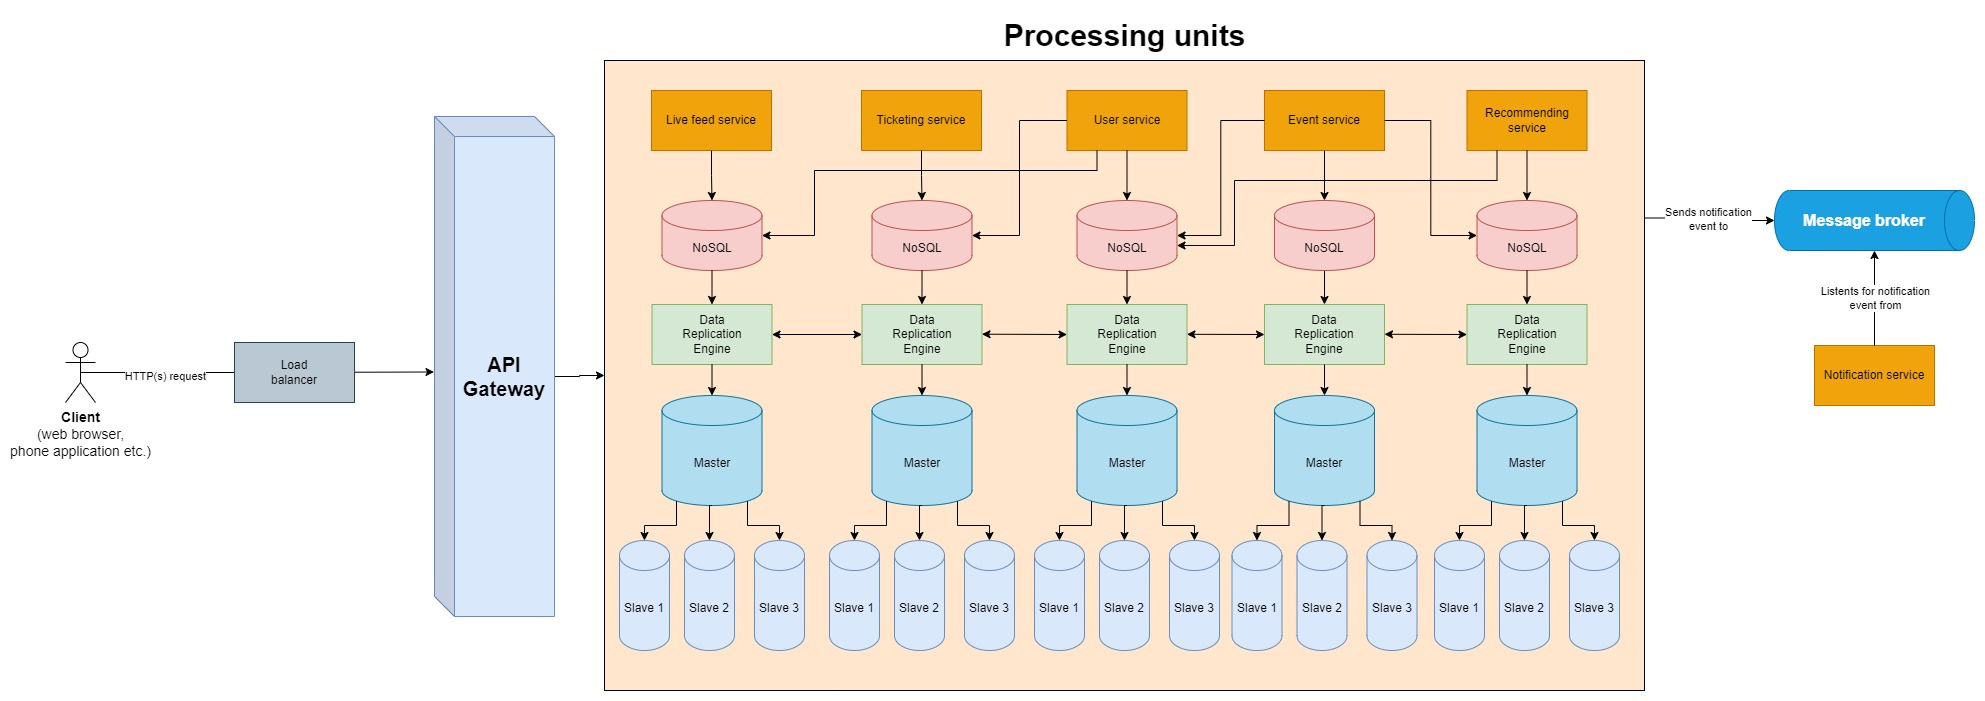 Processing units
Live feed service
Ticketing service
User service
Event service
Recommending
service
NoSQL
NoSQL
NoSQL
NoSQL
NoSQL
Sends notification
event to
Message broker
Listents for notification
event from
Notification service
Data
Replication
Engine
Data
Replication
Engine
Data
Replication
Engine
Data
Replication
Engine
Data
Replication
Engine
HTTP(s) request
Load
balancer
API
Gateway
Client
(web browser,
phone application etc.)
Master
Master
Master
Master
Master
Slave 1
Slave 2
Slave 3
Slave 1
Slave 2
Slave 3
Slave 1
Slave 2
Slave 3
Slave 1
Slave 2
Slave 3
Slave 1
Slave 2
Slave 3